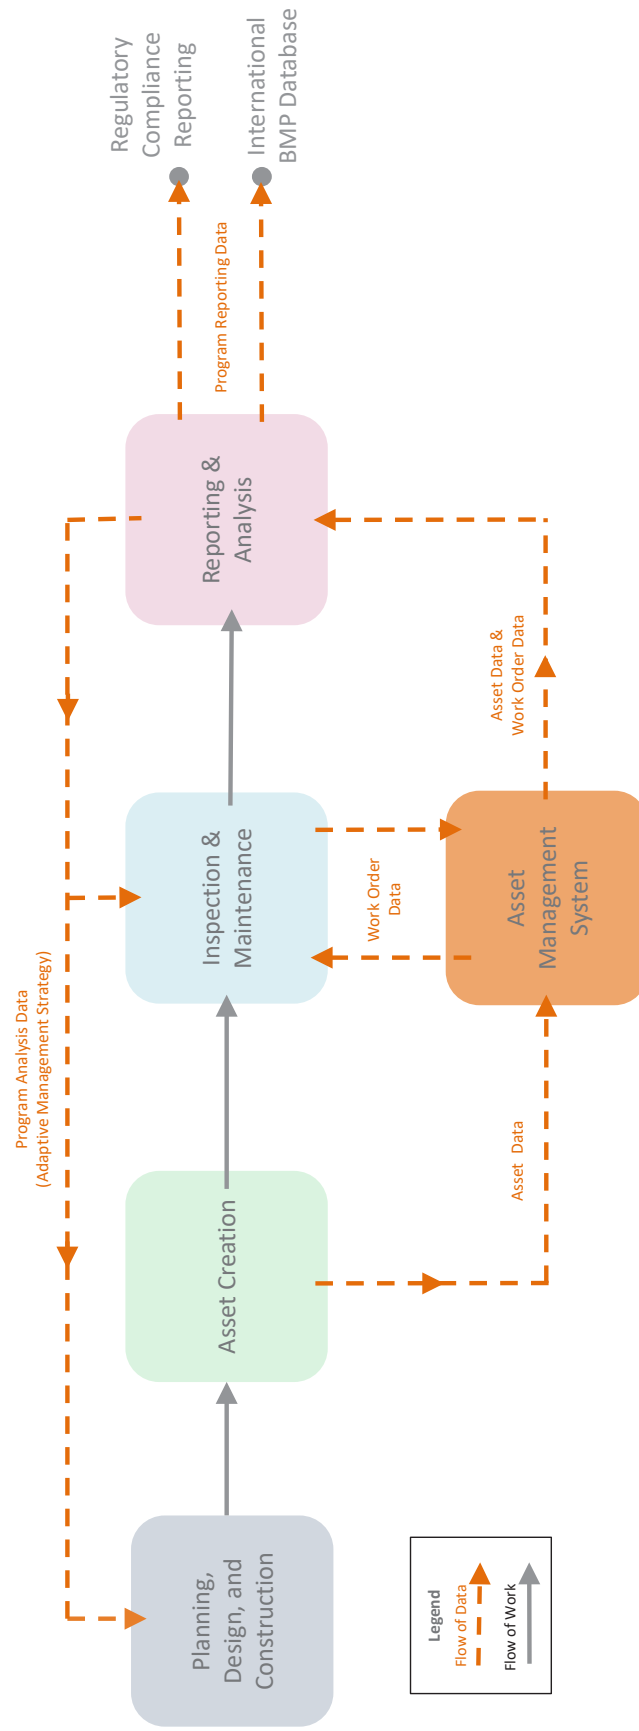 Program Analysis Data
(Adaptive Management Strategy)
Planning,
Design, and
Construction
Asset Creation
Inspection &
Maintenance
Reporting &
Analysis
Program Reporting Data
Regulatory
Compliance
Reporting
International
BMP Database
Work Order
Data
Asset Data
Asset
Management
System
Asset Data &
Work Order Data
Legend
Flow of Data
Flow of Work